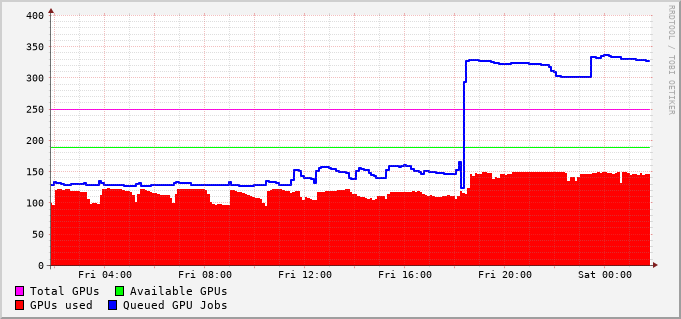 400
350
300
250
200
150
100
50
0
Fri 04:00 Fri 08:00 Fri 12:00 Fri 16:00 Fri 20:00 Sat 00:00
Total GPUs Available GPUs
GPUs used Queued GPU Jobs
RRDTOOL / TOBI OETIKER